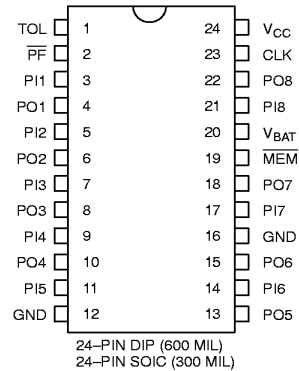 TOL 1 24 VCC
PF 2 23 CLK
PI1 3 22 PO8
PO1 4 21 PI8
PI2 5 20 VBAT
PO2 6 19 MEM
PI3 7 18 PO7
PO3 8 17 PI7
PI4 9 16 GND
PO4 10 15 PO6
PI5 11 14 PI6
GND 12 13 PO5
24–PIN DIP (600 MIL)
24–PIN SOIC (300 MIL)